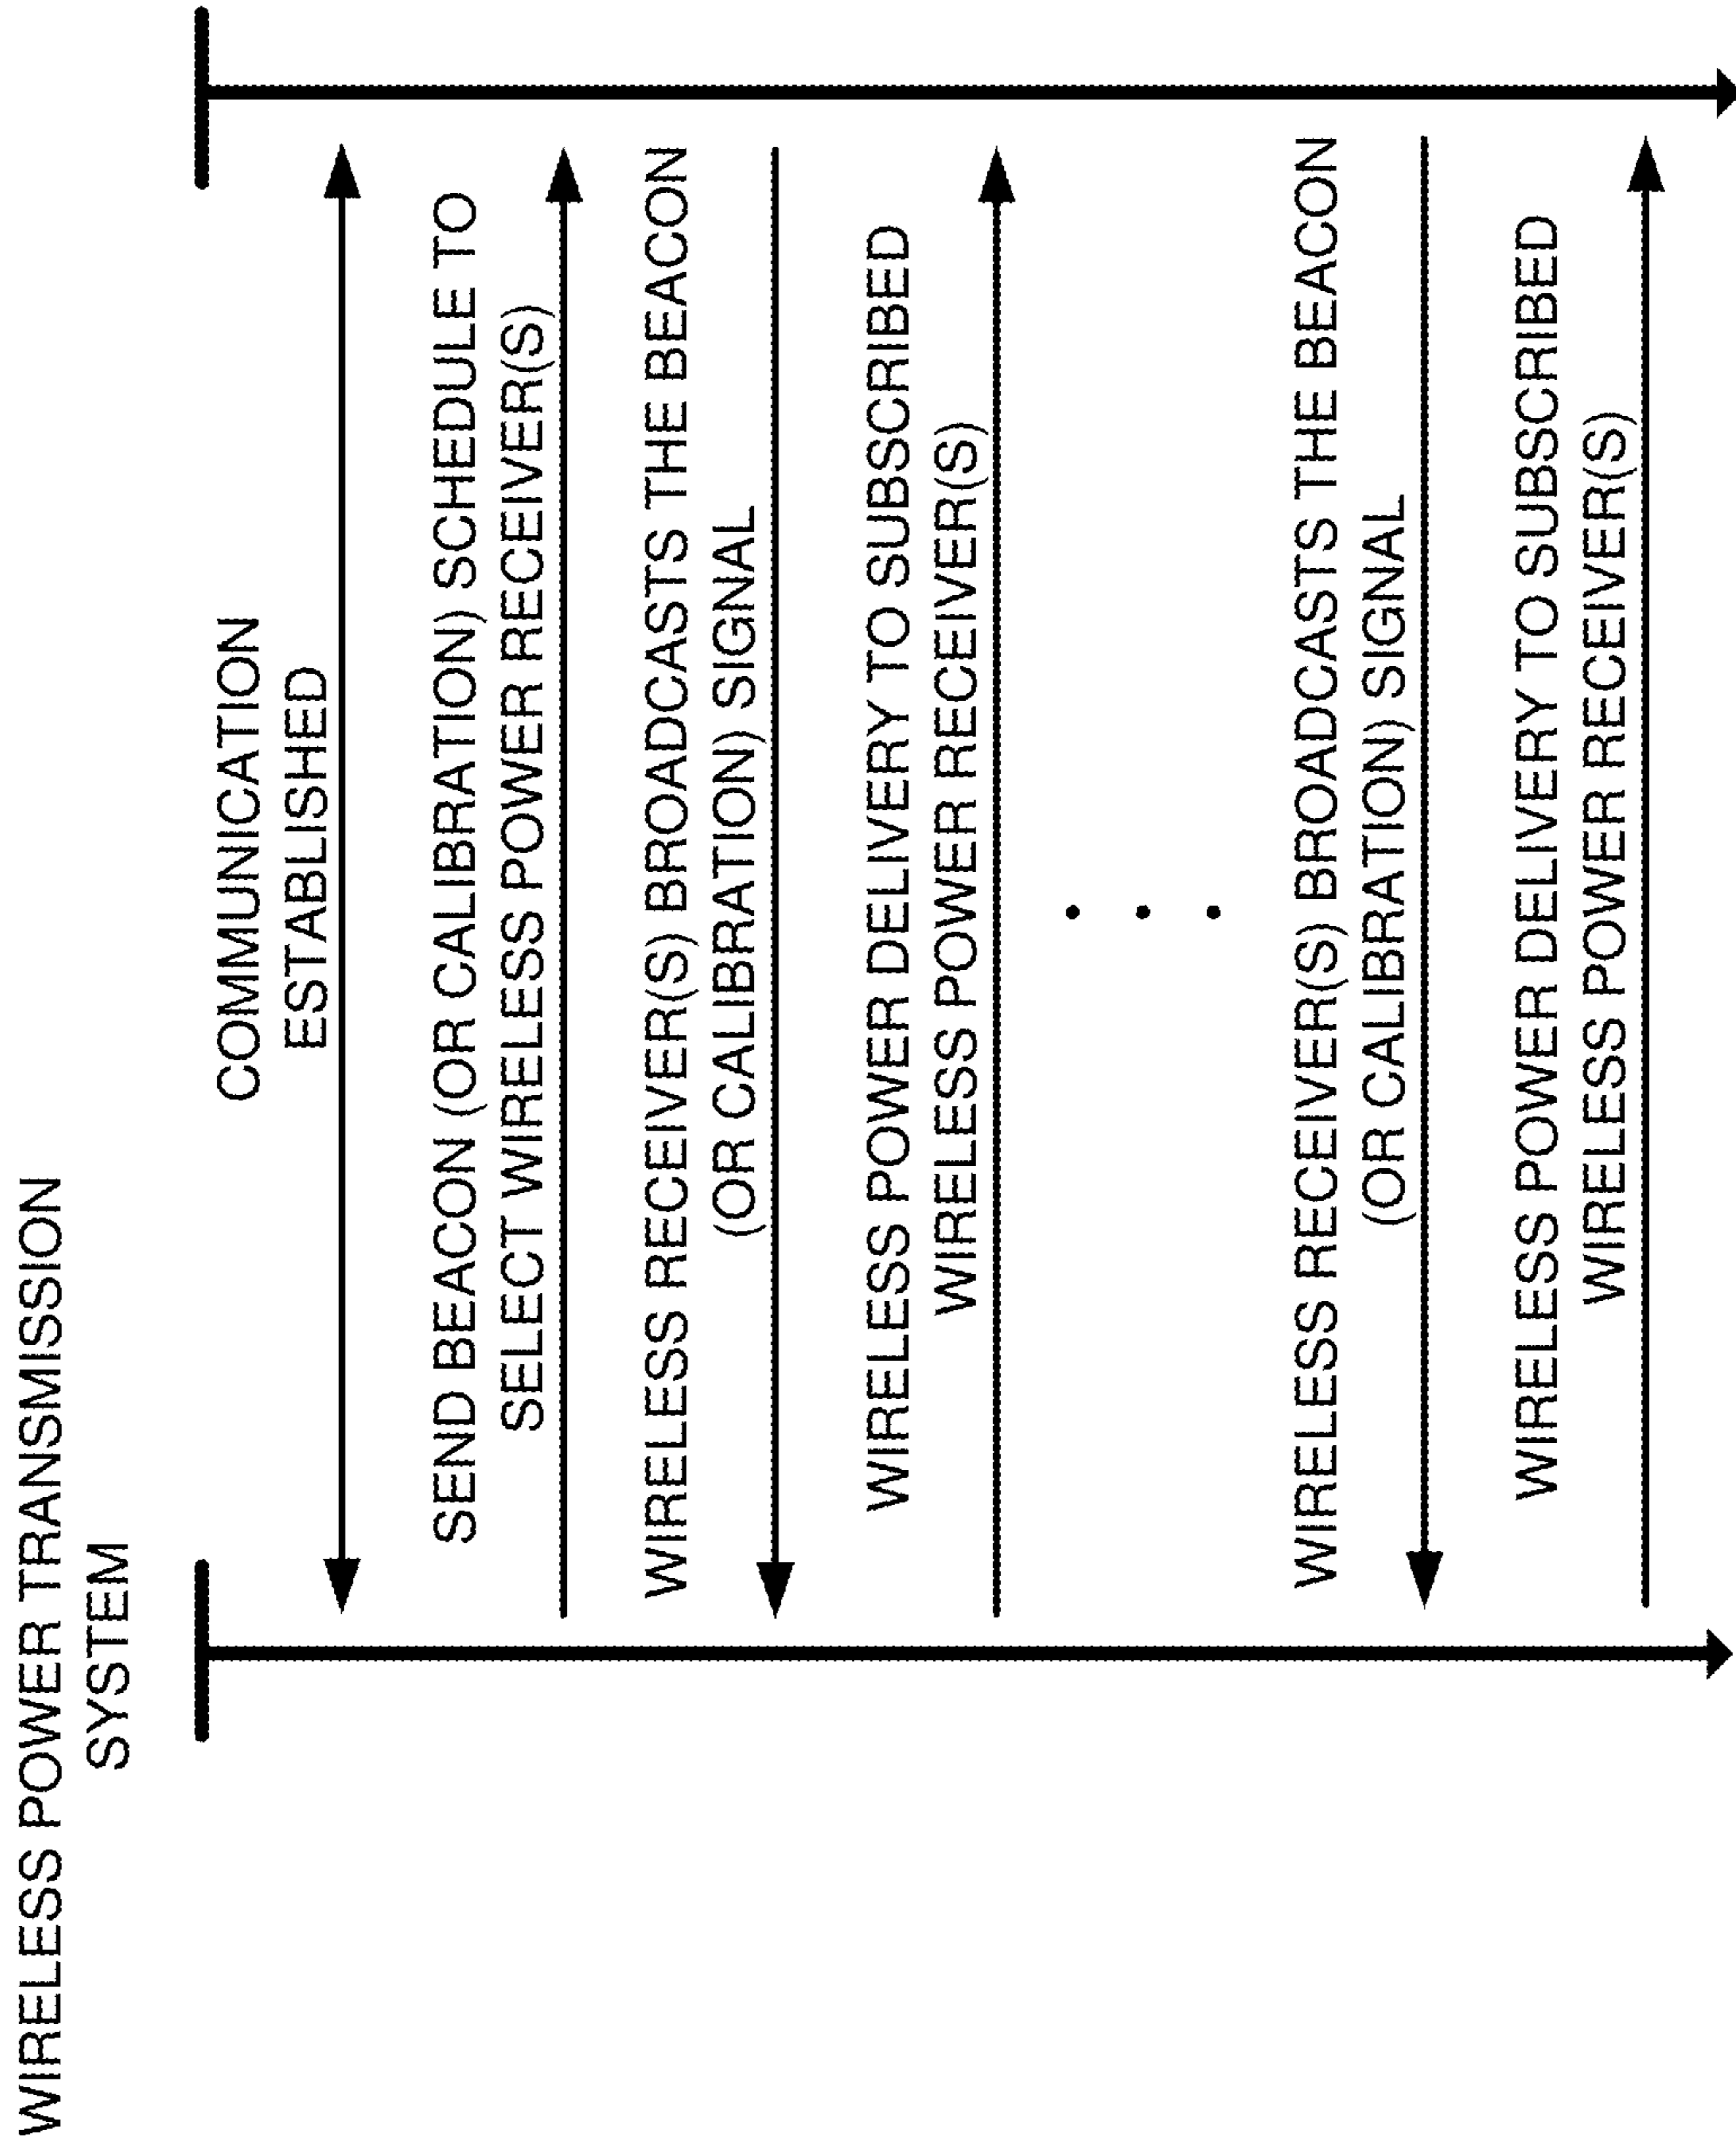 WIRELESS POWER TRANSMISSION
SYSTEM
COMMUNICATION
ESTABLISHED
SEND BEACON (OR CALIBRATION) SCHEDULE TO
SELECT WIRELESS POWER RECEIVER(S)
WIRELESS RECEIVER(S) BROADCASTS THE BEACON
(OR CALIBRATION) SIGNAL
WIRELESS POWER DELIVERY TO SUBSCRIBED
WIRELESS POWER RECEIVER(S)
WIRELESS RECEIVER(S) BROADCASTS THE BEACON
(OR CALIBRATION) SIGNAL
WIRELESS POWER DELIVERY TO SUBSCRIBED
WIRELESS POWER RECEIVER(S)